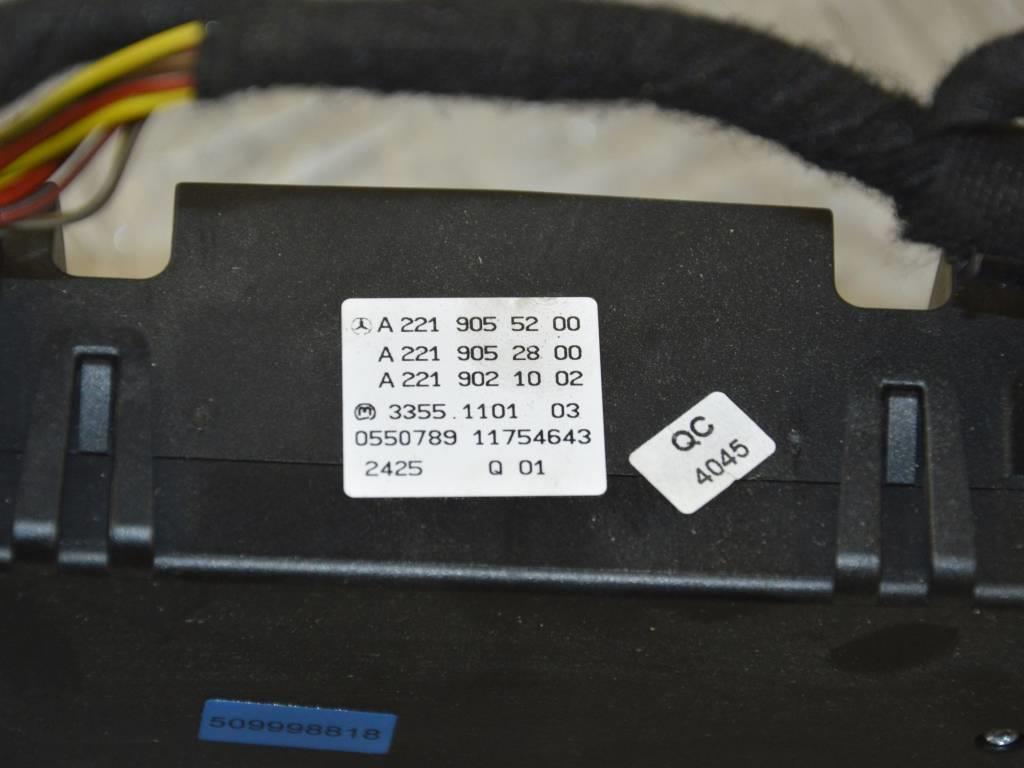 A 221 905 52 00
A 221 905 28 00
A 221 902 10 02
M 3355.1101 03
0550789 11754643
2425 Q 01
QC
4045
509998818